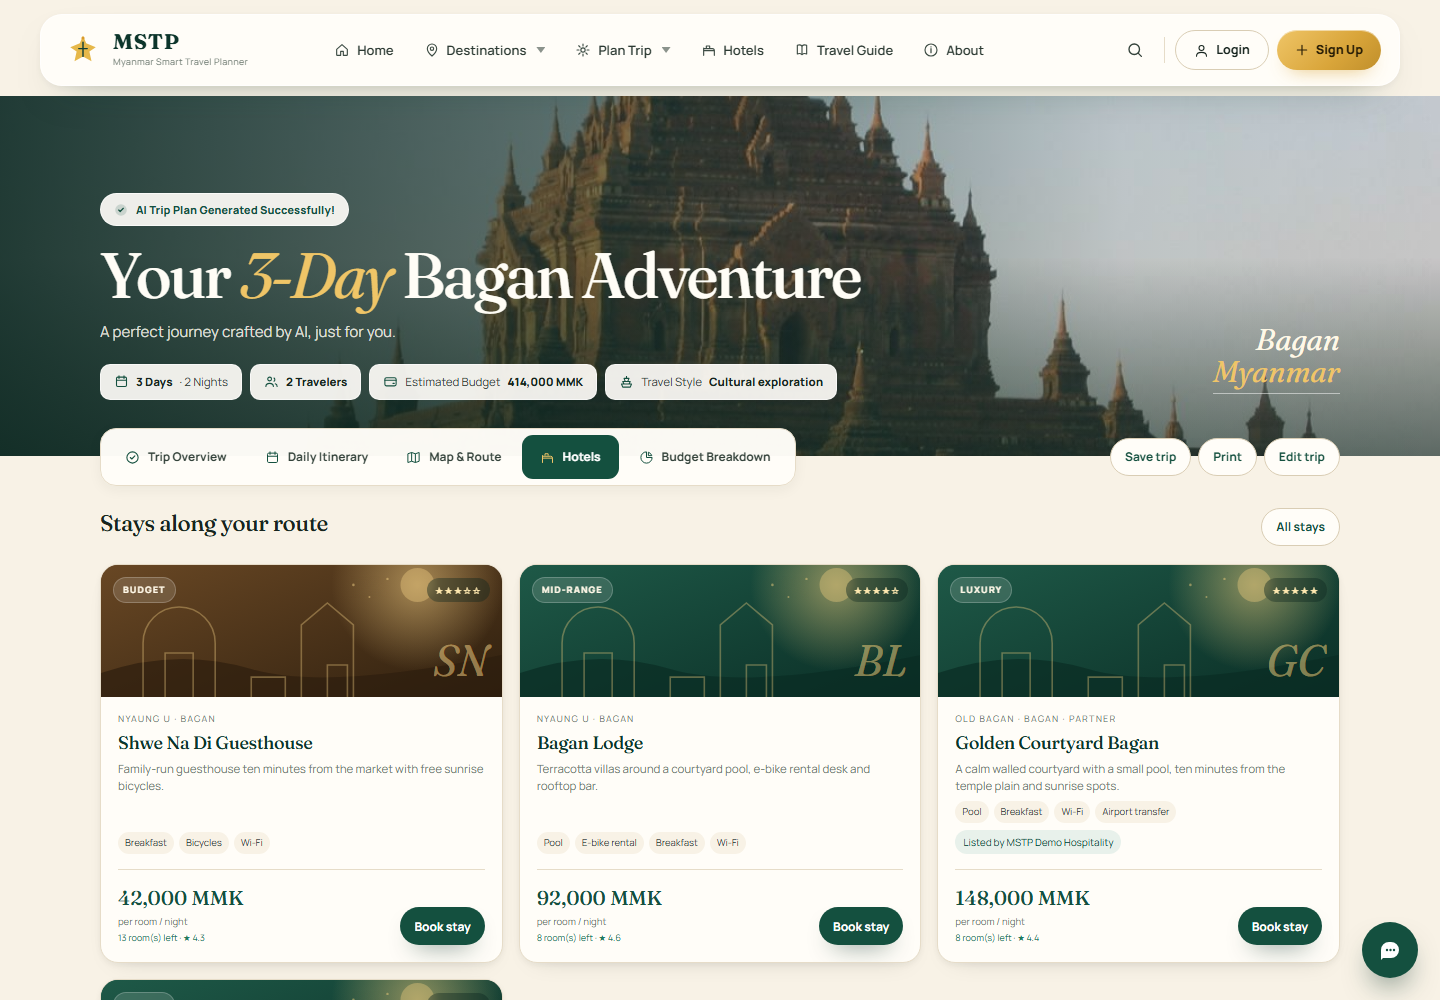 MSTP
Myanmar Smart Travel Planner
Home
Destinations
Plan Trip
Hotels
Travel Guide
About
Login
Sign Up
AI Trip Plan Generated Successfully!
Your 3-Day Bagan Adventure
A perfect journey crafted by AI, just for you.
3 Days · 2 Nights
2 Travelers
Estimated Budget 414,000 MMK
Travel Style Cultural exploration
Bagan
Myanmar
Trip Overview
Daily Itinerary
Map & Route
Hotels
Budget Breakdown
Save trip
Print
Edit trip
Stays along your route
All stays
BUDGET
★★★☆☆
SN
NYAUNG U · BAGAN
Shwe Na Di Guesthouse
Family-run guesthouse ten minutes from the market with free sunrise
bicycles.
Breakfast
Bicycles
Wi-Fi
42,000 MMK
per room / night
13 room(s) left · ★ 4.3
Book stay
MID-RANGE
★★★★☆
BL
NYAUNG U · BAGAN
Bagan Lodge
Terracotta villas around a courtyard pool, e-bike rental desk and
rooftop bar.
Pool
E-bike rental
Breakfast
Wi-Fi
92,000 MMK
per room / night
8 room(s) left · ★ 4.6
Book stay
LUXURY
★★★★★
GC
OLD BAGAN · BAGAN · PARTNER
Golden Courtyard Bagan
A calm walled courtyard with a small pool, ten minutes from the
temple plain and sunrise spots.
Pool
Breakfast
Wi-Fi
Airport transfer
Listed by MSTP Demo Hospitality
148,000 MMK
per room / night
8 room(s) left · ★ 4.4
Book stay